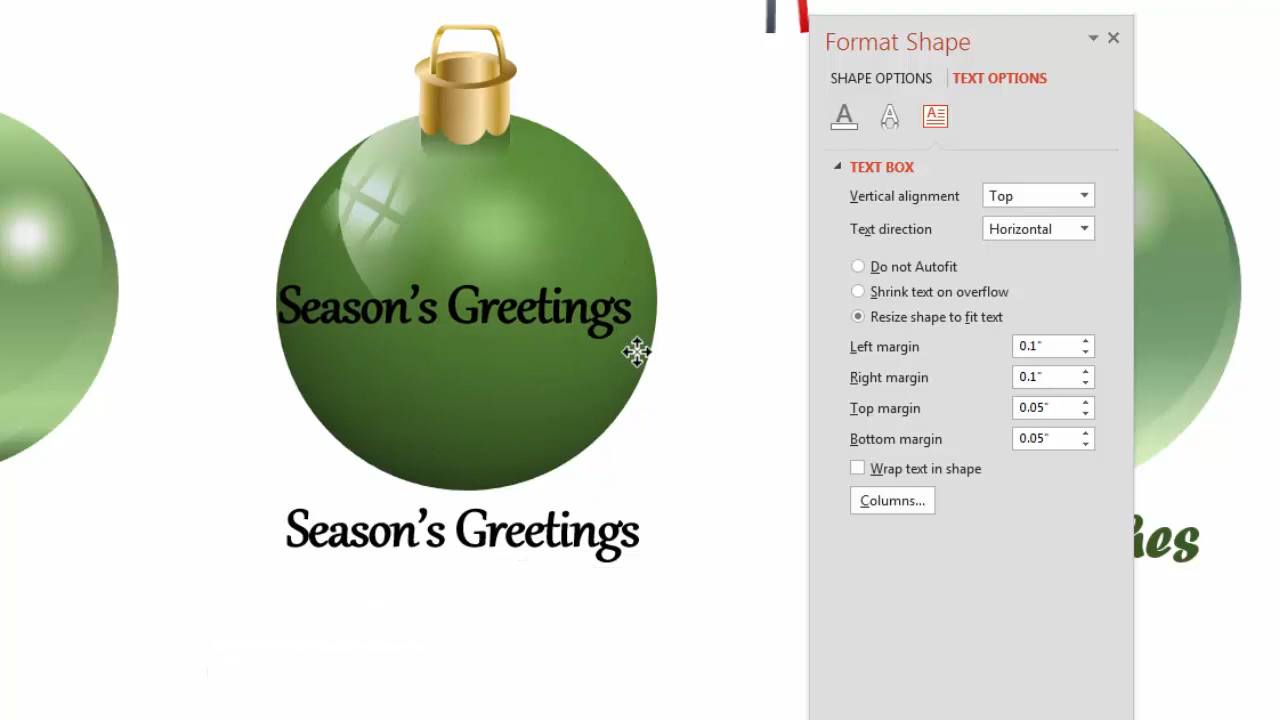 Season's Greetings
Season's Greetings
Format Shape
SHAPE OPTIONS
TEXT OPTIONS
A
A
A
TEXT BOX
Vertical alignment Top
Text direction Horizontal
Do not Autofit
Shrink text on overflow
Resize shape to fit text
Left margin 0.1"
Right margin 0.1"
Top margin 0.05"
Bottom margin 0.05"
Wrap text in shape
Columns...
hes